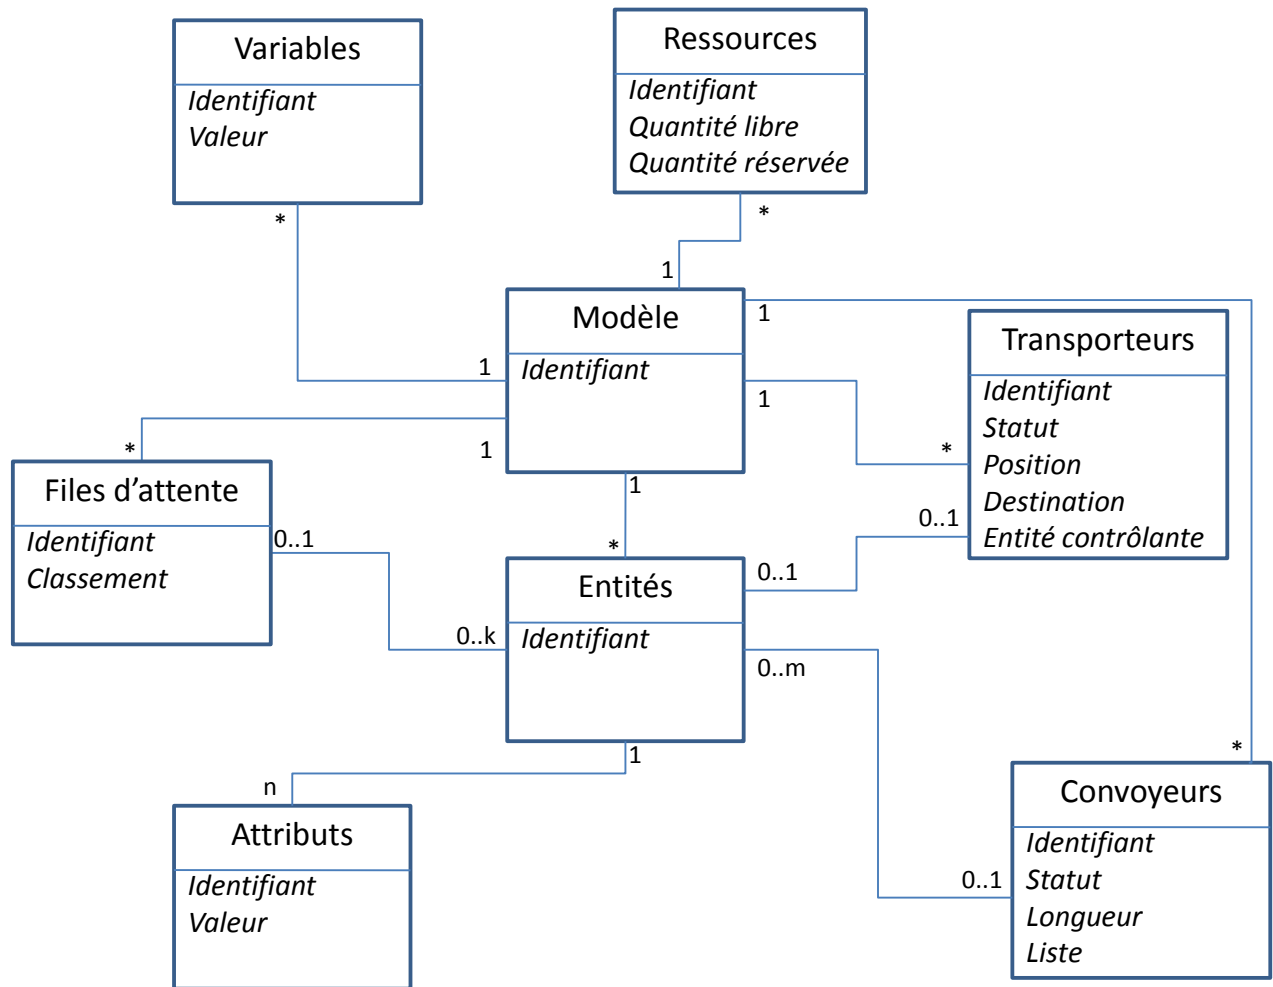 Variables
Identifiant
Valeur
*
Ressources
Identifiant
Quantité libre
Quantité réservée
*
1
Modèle
Identifiant
1
1
1
1
1
Transporteurs
Identifiant
Statut
Position
Destination
Entité contrôlante
*
0..1
*
Files d'attente
Identifiant
Classement
0..1
*
Entités
Identifiant
0..1
0..k
0..m
1
n
Attributs
Identifiant
Valeur
*
Convoyeurs
Identifiant
Statut
Longueur
Liste
0..1